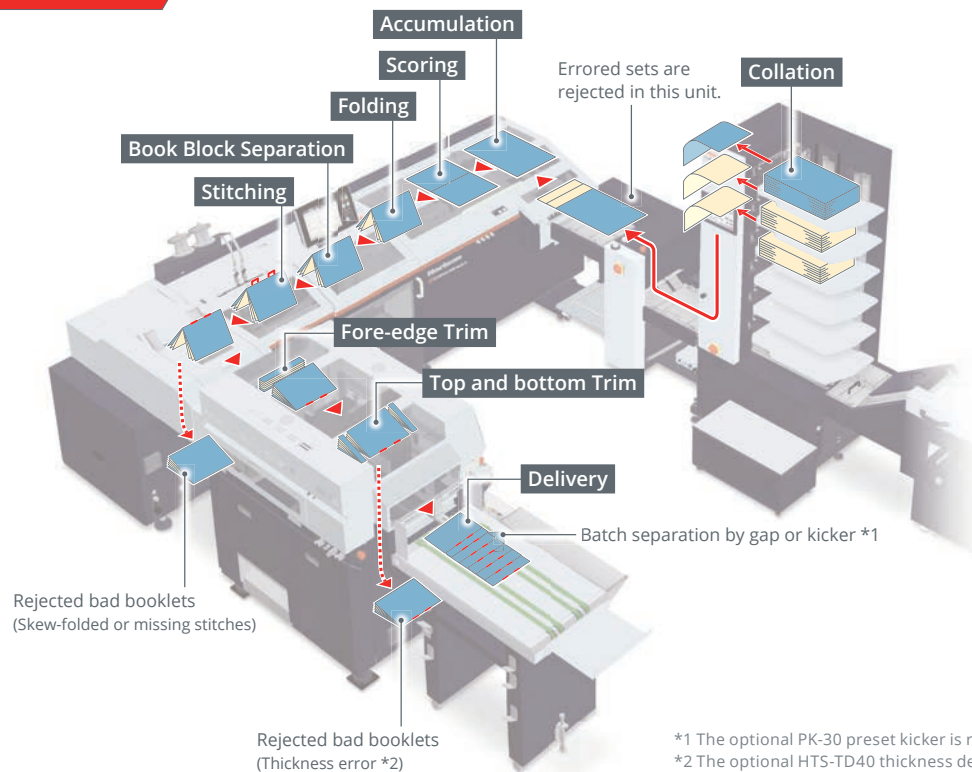 Accumulation
Scoring
Errored sets are
rejected in this unit.
Collation
Folding
Book Block Separation
Stitching
Fore-edge Trim
Top and bottom Trim
Delivery
Batch separation by gap or kicker *1
Rejected bad booklets
(Skew-folded or missing stitches)
Rejected bad booklets
(Thickness error *2)
*1 The optional PK-30 preset kicker is
*2 The optional HTS-TD40 thickness